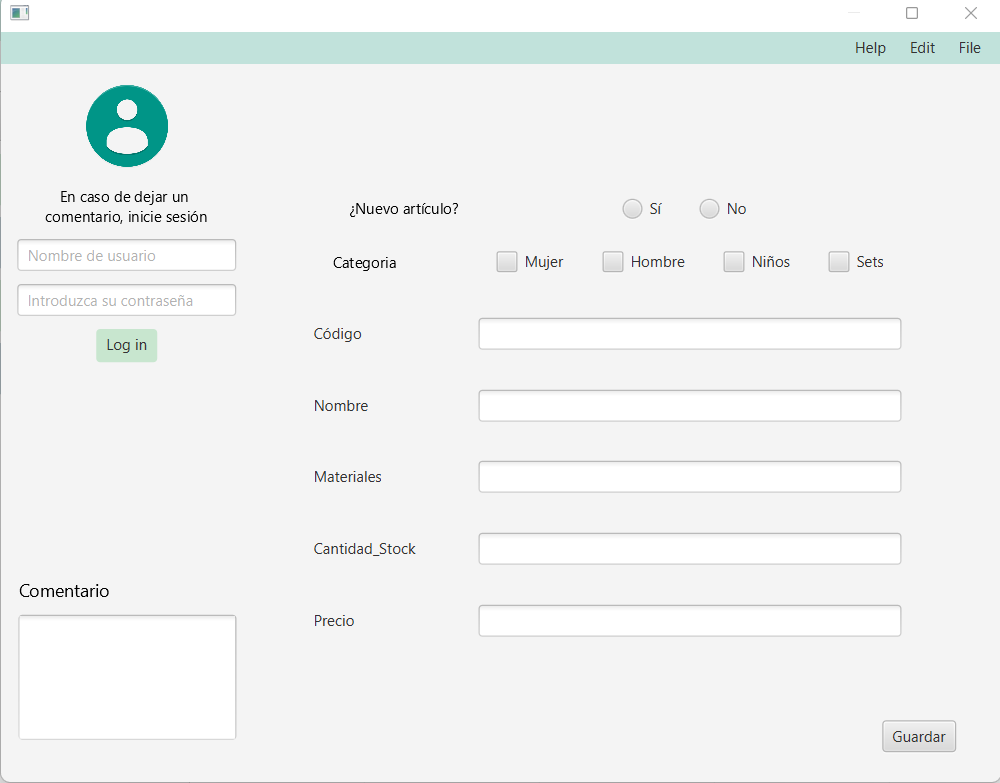 Help Edit File
En caso de dejar un
comentario, inicie sesión
Nombre de usuario
Introduzca su contraseña
Log in
¿Nuevo artículo? Sí No
Categoria Mujer Hombre Niños Sets
Código
Nombre
Materiales
Cantidad_Stock
Comentario
Precio
Guardar